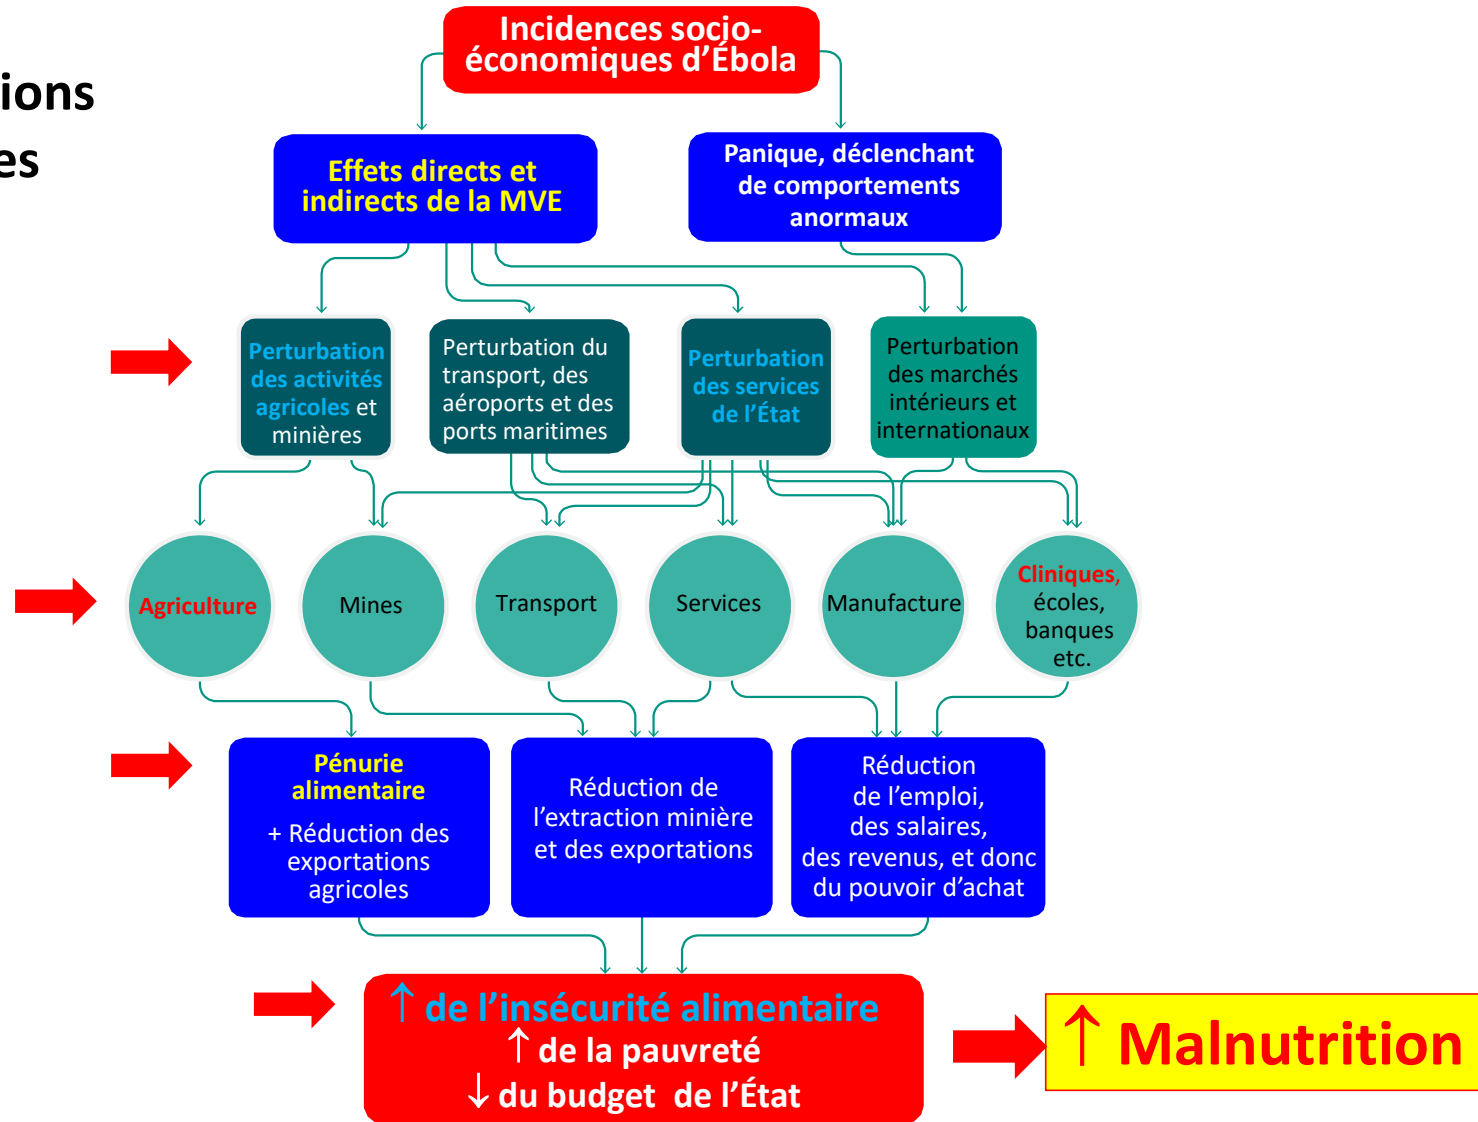 Incidences socio-
économiques d'Ébola
ions
es
Effets directs et
indirects de la MVE
Panique, déclenchant
de comportements
anormaux
Perturbation
des activités
agricoles et
minières
Perturbation du
transport, des
aéroports et des
ports maritimes
Perturbation
des services
de l'État
Perturbation
des marchés
intérieurs et
internationaux
Agriculture
Mines
Transport
Services
Manufacture
Cliniques,
écoles,
banques
etc.
Pénurie
alimentaire
+ Réduction des
exportations
agricoles
Réduction de
l'extraction minière
et des exportations
Réduction
de l'emploi,
des salaires,
des revenus, et donc
du pouvoir d'achat
↑ de l'insécurité alimentaire
↑ de la pauvreté
↓ du budget de l'État
↑ Malnutrition